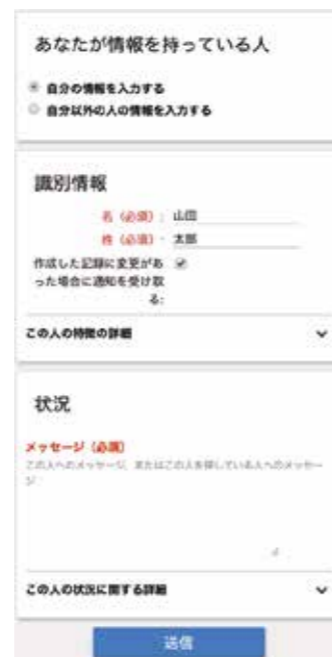 あなたが情報を持っている人
自分の情報を入力する
自分以外の人の情報を入力する
識別情報
名 (必須): 山田
姓 (必須): 太郎
作成した記録に変更があ
った場合に通知を受け取
る:
この人の特徴の詳細
状況
メッセージ (必須)
この人へのメッセージ、またはこの人を探している人へのメッセー
ジ
この人の状況に関する詳細
送信